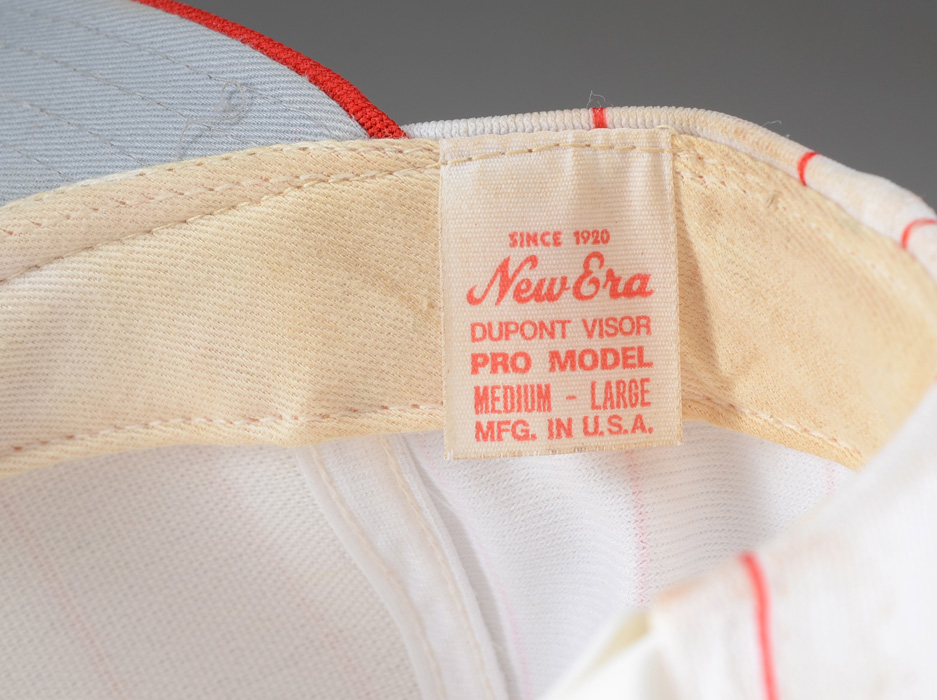 SINCE 1920
New Era
DUPONT VISOR
PRO MODEL
MEDIUM - LARGE
MFG. IN U.S.A.